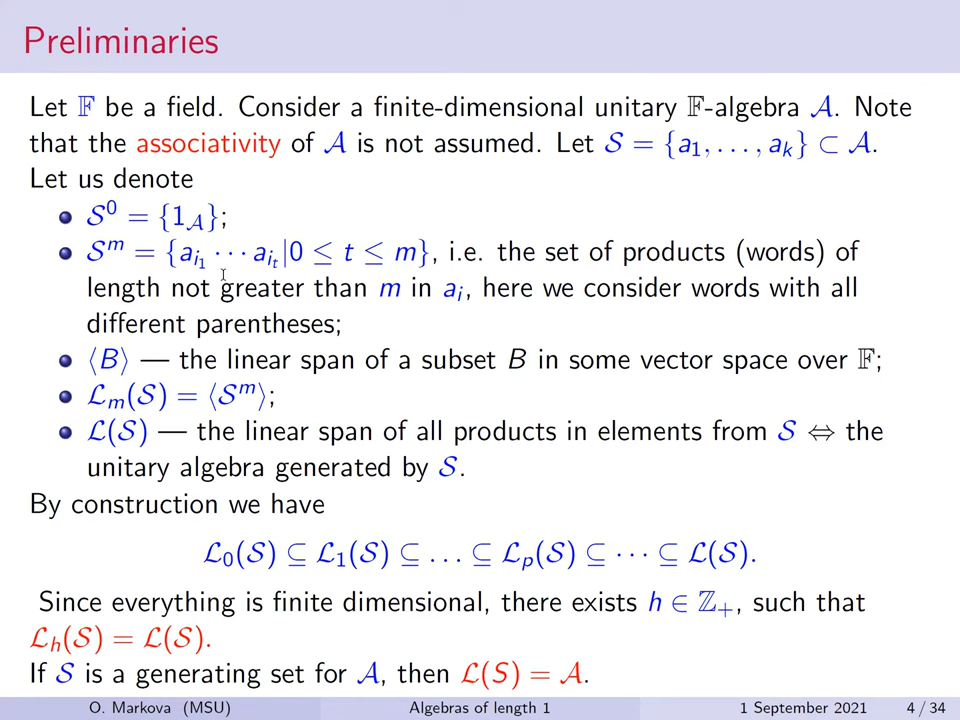 Preliminaries
Let 𝔽 be a field. Consider a finite-dimensional unitary 𝔽-algebra 𝒜. Note
that the associativity of 𝒜 is not assumed. Let 𝒮 = {a₁, . . . , aₖ} ⊂ 𝒜.
Let us denote
𝒮⁰ = {1_𝒜};
𝒮ᵐ = {a_{i₁} · · · a_{iₜ}|0 ≤ t ≤ m}, i.e. the set of products (words) of
length not greater than m in aᵢ, here we consider words with all
different parentheses;
⟨B⟩ — the linear span of a subset B in some vector space over 𝔽;
ℒₘ(𝒮) = ⟨𝒮ᵐ⟩;
ℒ(𝒮) — the linear span of all products in elements from 𝒮 ⇔ the
unitary algebra generated by 𝒮.
By construction we have
ℒ₀(𝒮) ⊆ ℒ₁(𝒮) ⊆ . . . ⊆ ℒₚ(𝒮) ⊆ · · · ⊆ ℒ(𝒮).
Since everything is finite dimensional, there exists h ∈ ℤ₊, such that
ℒₕ(𝒮) = ℒ(𝒮).
If 𝒮 is a generating set for 𝒜, then ℒ(S) = 𝒜.
O. Markova (MSU) Algebras of length 1 1 September 2021 4 / 34